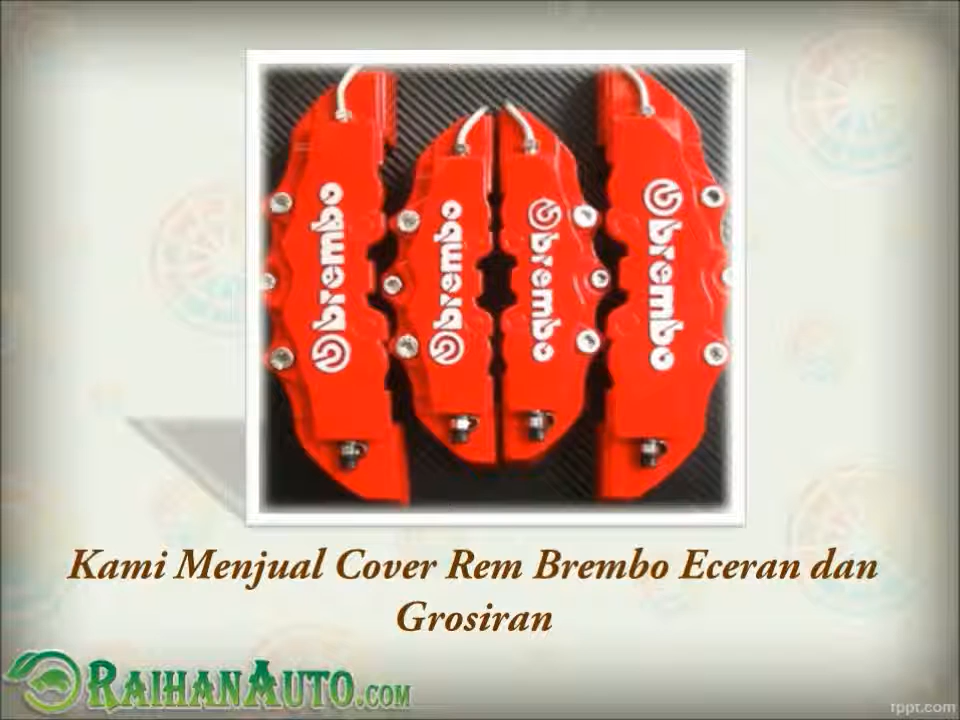 brembo
brembo
brembo
brembo
Kami Menjual Cover Rem Brembo Eceran dan
Grosiran
RAIHANAUTO.COM
rppt.com